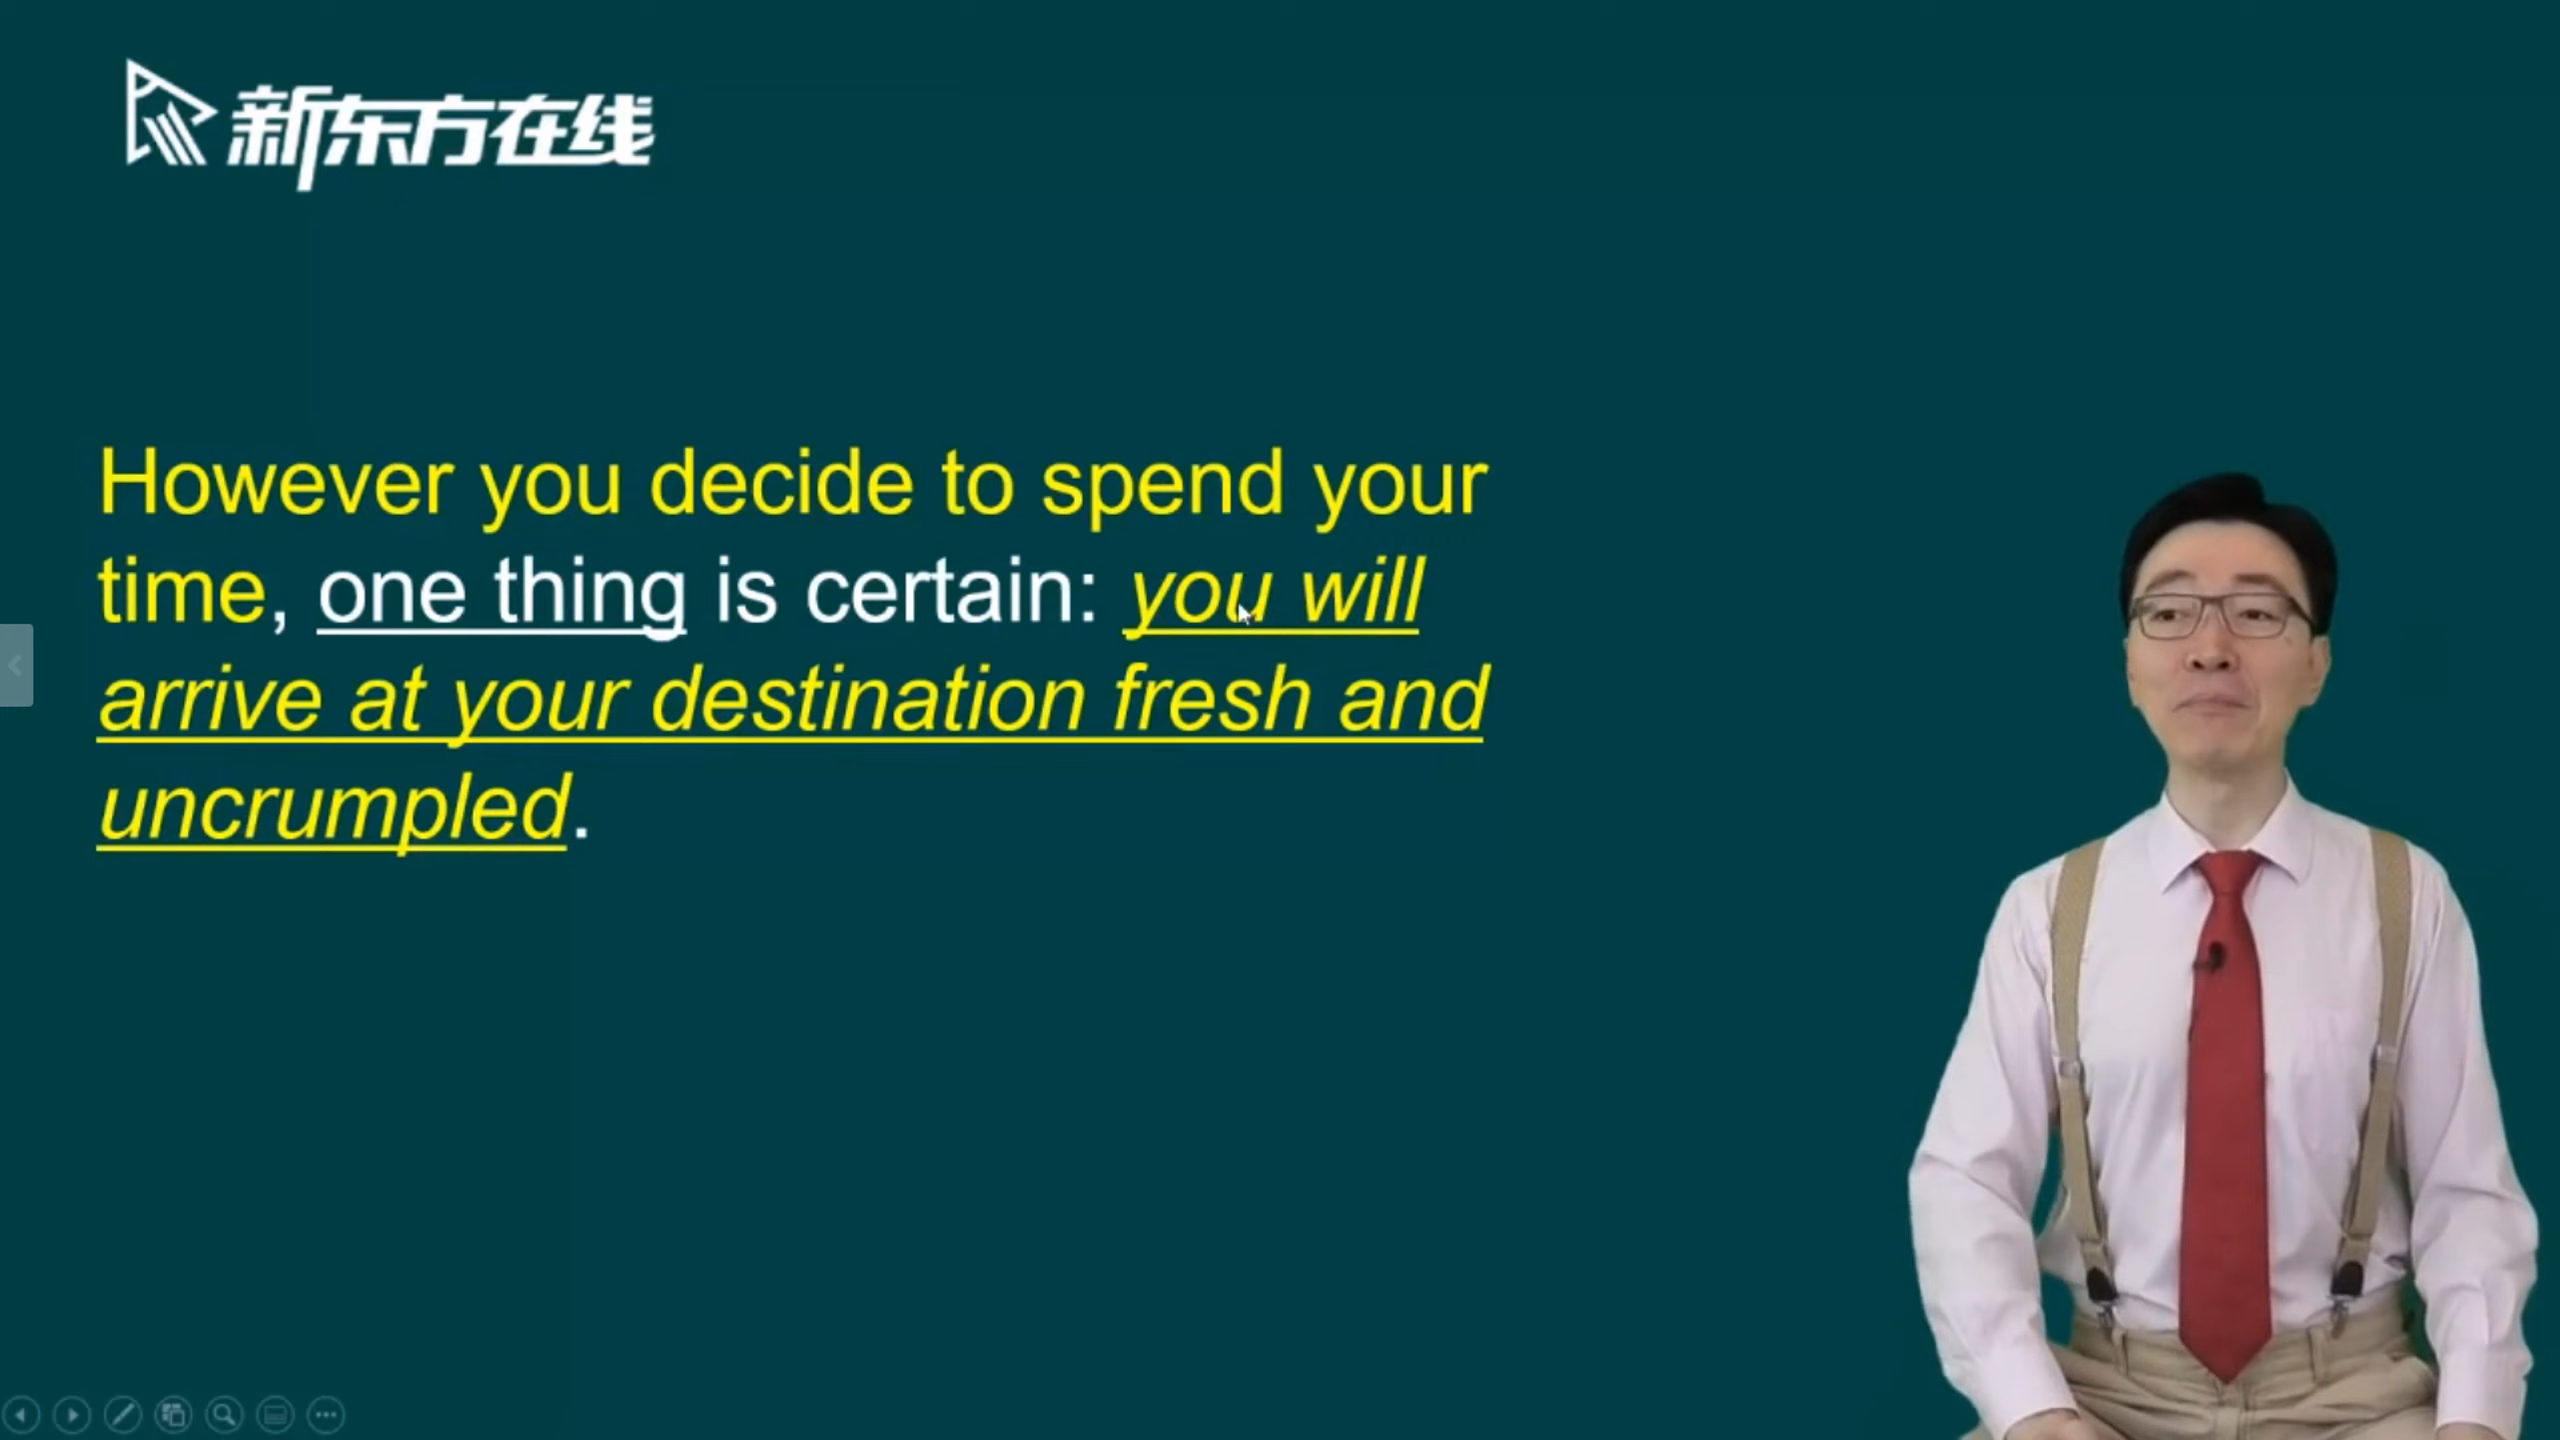 新东方在线
However you decide to spend your
time, one thing is certain: you will
arrive at your destination fresh and
uncrumpled.